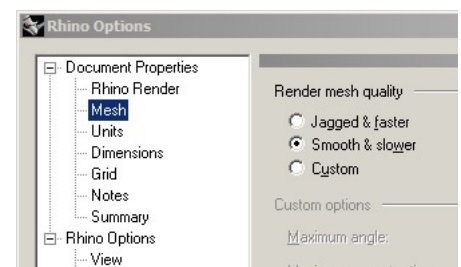 Rhino Options
Document Properties
Rhino Render
Mesh
Units
Dimensions
Grid
Notes
Summary
Rhino Options
View
Render mesh quality
Jagged & faster
Smooth & slower
Custom
Custom options
Maximum angle: